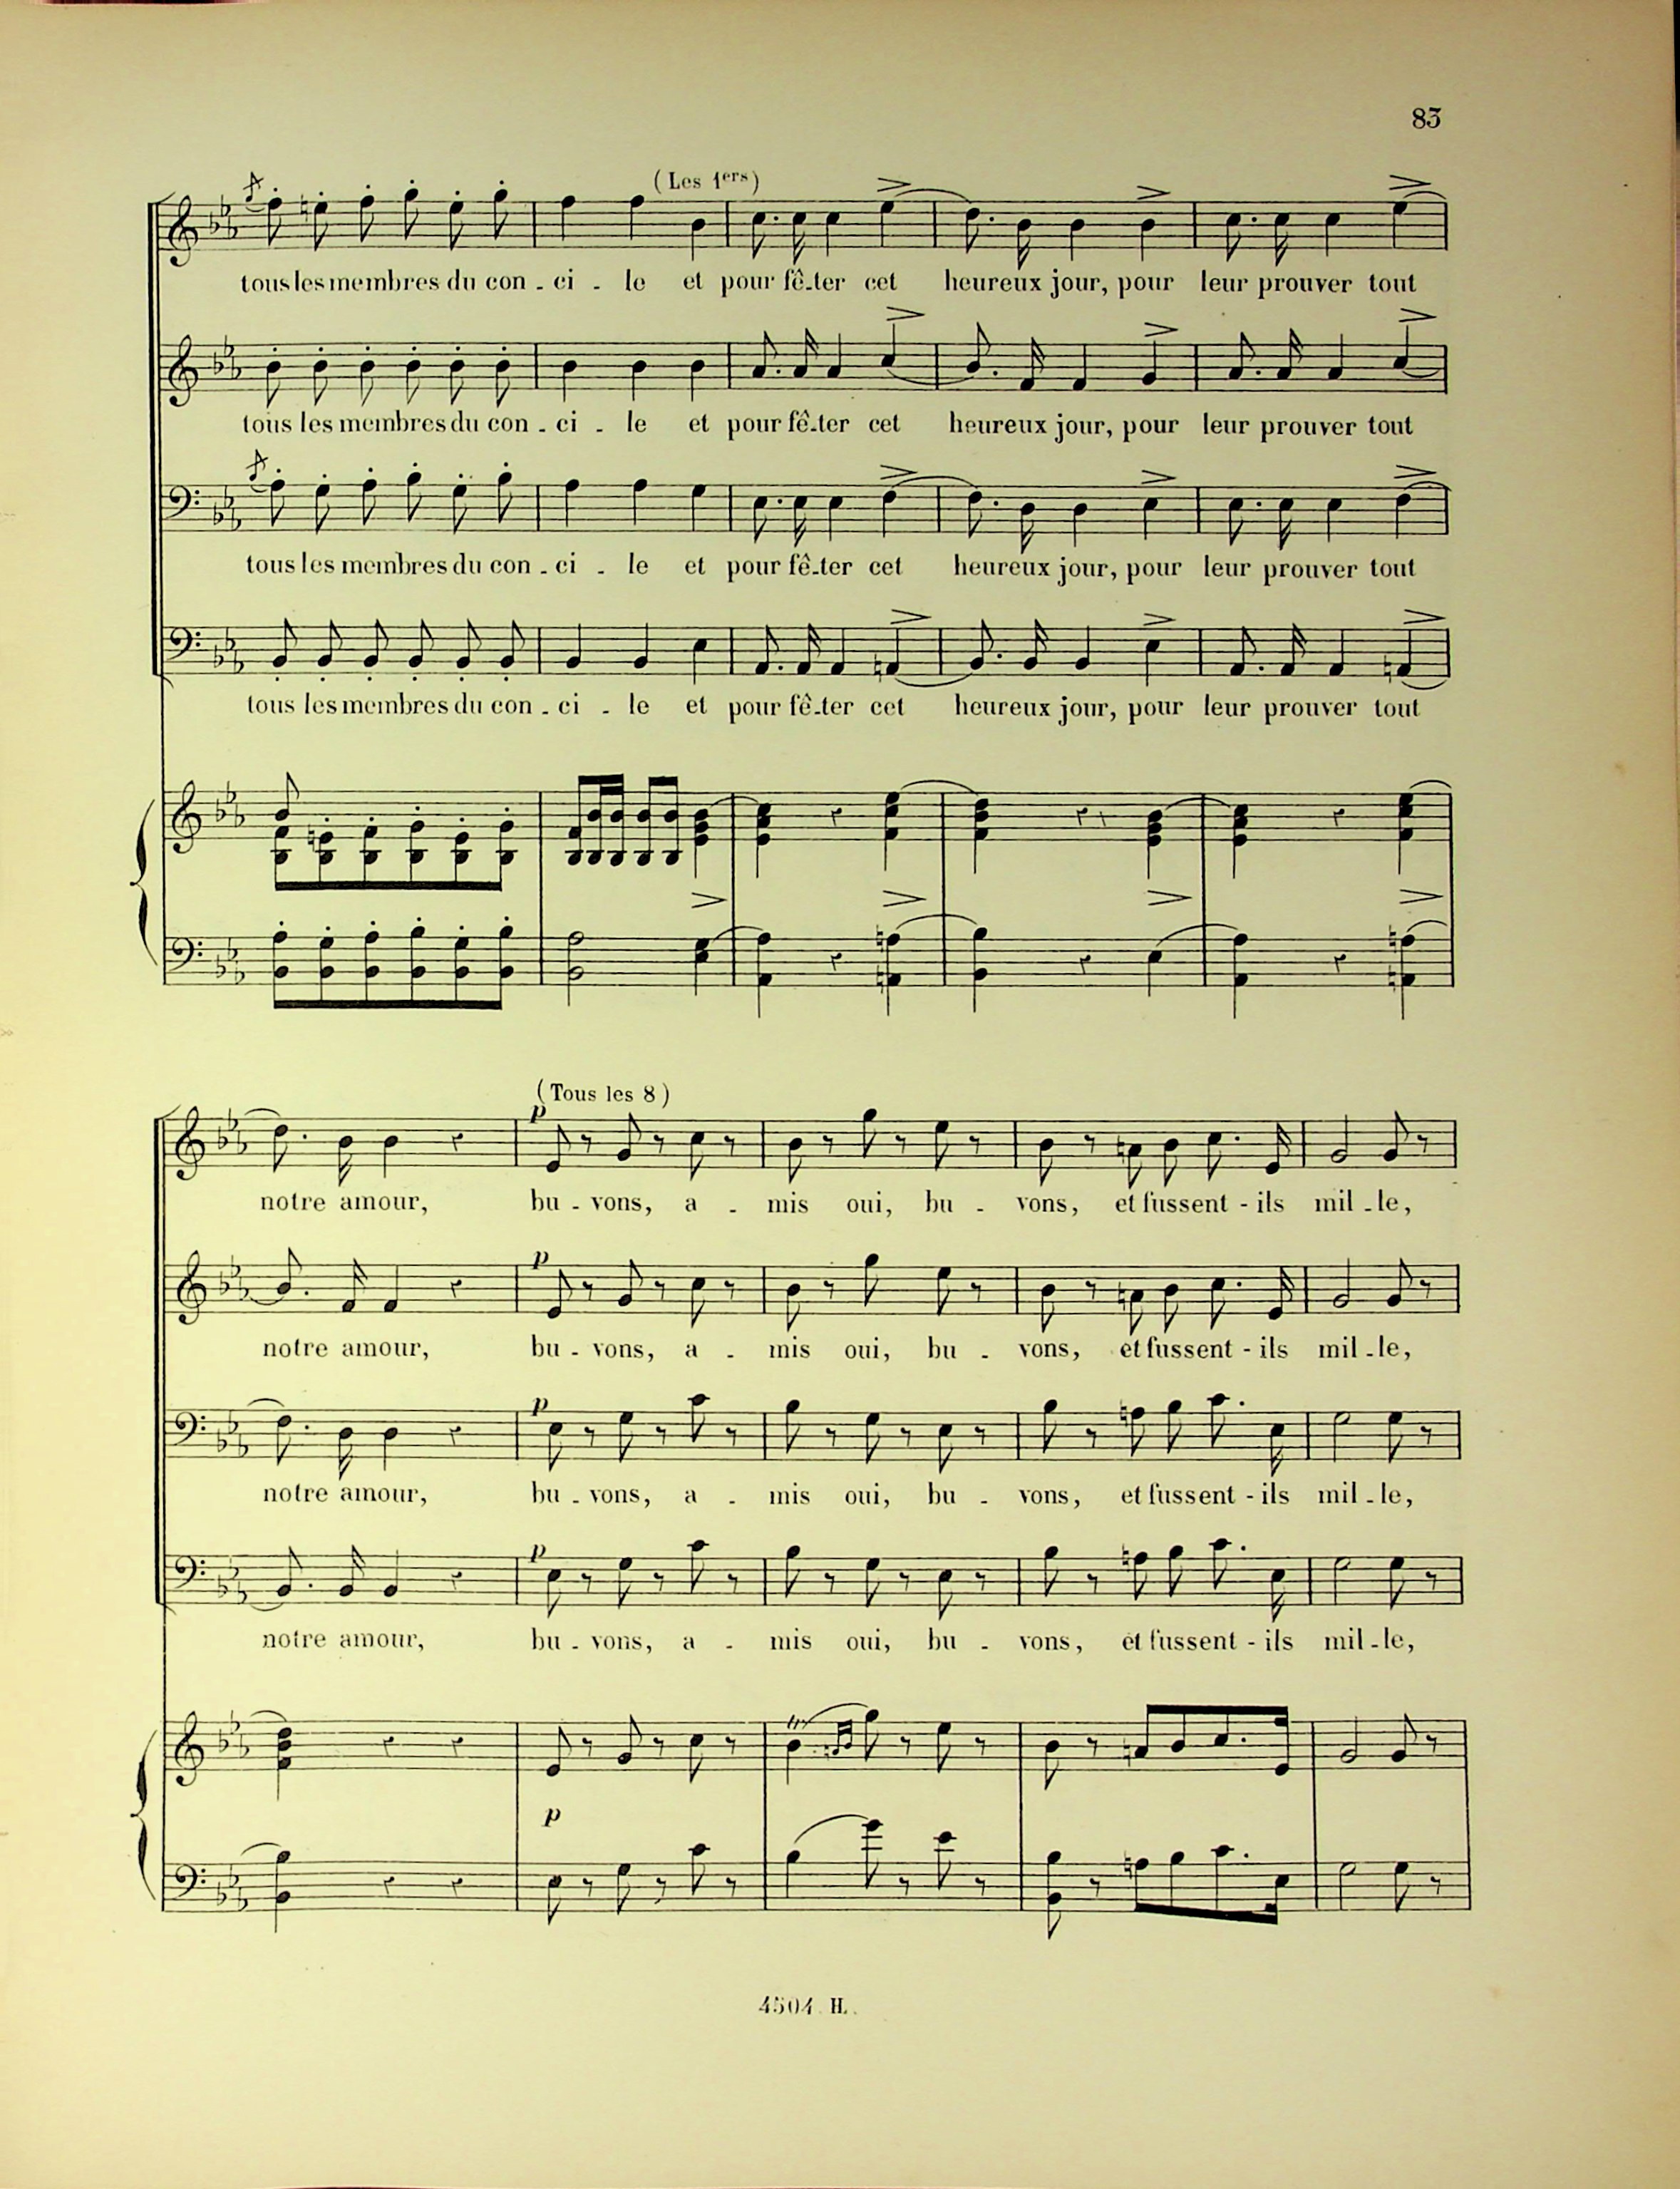 83
(Les 1ers)
tous les membres du con - ci - le et pour fê-ter cet heureux jour, pour leur prouver tout
tous les membres du con - ci - le et pour fê-ter cet heureux jour, pour leur prouver tout
tous les membres du con - ci - le et pour fê-ter cet heureux jour, pour leur prouver tout
tous les membres du con - ci - le et pour fê-ter cet heureux jour, pour leur prouver tout
(Tous les 8)
p
notre amour, bu - vons, a - mis oui, bu - vons, et fussent - ils mil - le,
p
notre amour, bu - vons, a - mis oui, bu - vons, et fussent - ils mil - le,
p
notre amour, bu - vons, a - mis oui, bu - vons, et fussent - ils mil - le,
p
notre amour, bu - vons, a - mis oui, bu - vons, et fussent - ils mil - le,
p
4504. H.